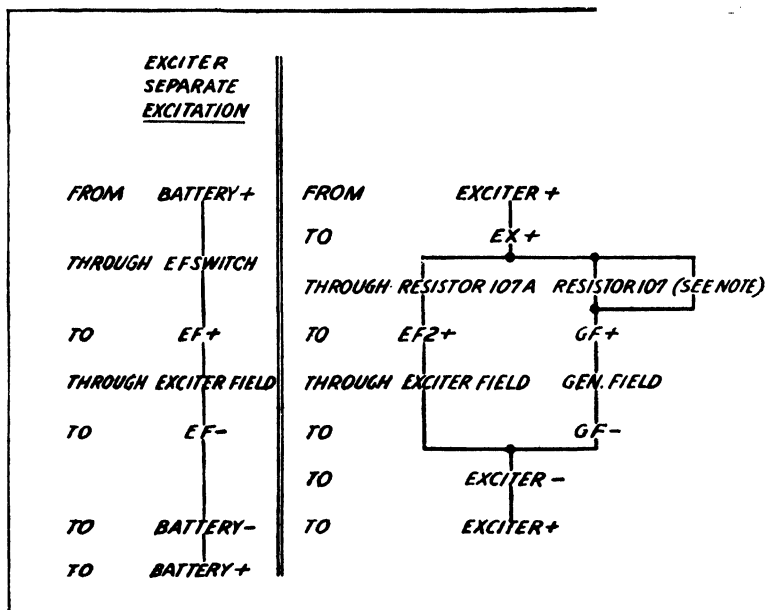 EXCITER
SEPARATE
EXCITATION
FROM BATTERY+
THROUGH EF SWITCH
TO EF+
THROUGH EXCITER FIELD
TO EF-
TO BATTERY-
TO BATTERY+
FROM EXCITER+
TO EX+
THROUGH RESISTOR 107A RESISTOR 107 (SEE NOTE)
TO EF2+ GF+
THROUGH EXCITER FIELD GEN. FIELD
TO GF-
TO EXCITER-
TO EXCITER+